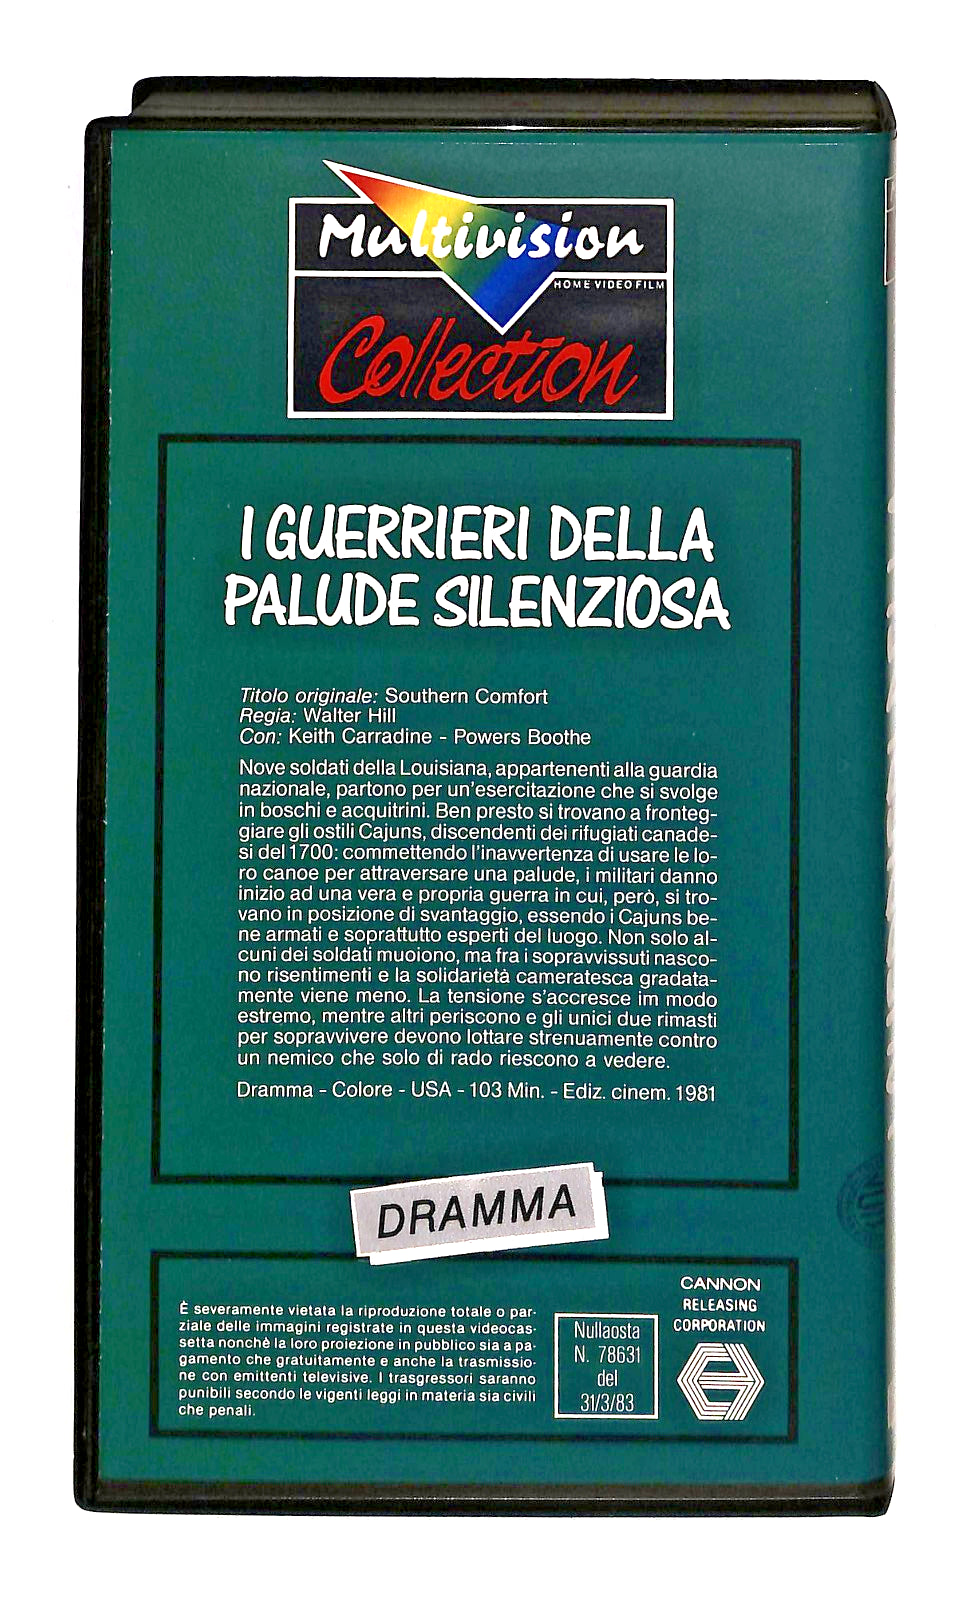 Multivision
HOME VIDEO FILM
Collection
I GUERRIERI DELLA
PALUDE SILENZIOSA
Titolo originale: Southern Comfort
Regia: Walter Hill
Con: Keith Carradine - Powers Boothe
Nove soldati della Louisiana, appartenenti alla guardia
nazionale, partono per un'esercitazione che si svolge
in boschi e acquitrini. Ben presto si trovano a fronteg-
giare gli ostili Cajuns, discendenti dei rifugiati canade-
si del 1700: commettendo l'inavvertenza di usare le lo-
ro canoe per attraversare una palude, i militari danno
inizio ad una vera e propria guerra in cui, però, si tro-
vano in posizione di svantaggio, essendo i Cajuns be-
ne armati e soprattutto esperti del luogo. Non solo al-
cuni dei soldati muoiono, ma fra i sopravvissuti nasco-
no risentimenti e la solidarietà cameratesca gradata-
mente viene meno. La tensione s'accresce im modo
estremo, mentre altri periscono e gli unici due rimasti
per sopravvivere devono lottare strenuamente contro
un nemico che solo di rado riescono a vedere.
Dramma - Colore - USA - 103 Min. - Ediz. cinem. 1981
DRAMMA
È severamente vietata la riproduzione totale o par-
ziale delle immagini registrate in questa videocas-
setta nonchè la loro proiezione in pubblico sia a pa-
gamento che gratuitamente e anche la trasmissio-
ne con emittenti televisive. I trasgressori saranno
punibili secondo le vigenti leggi in materia sia civili
che penali.
Nullaosta
N. 78631
del
31/3/83
CANNON
RELEASING
CORPORATION